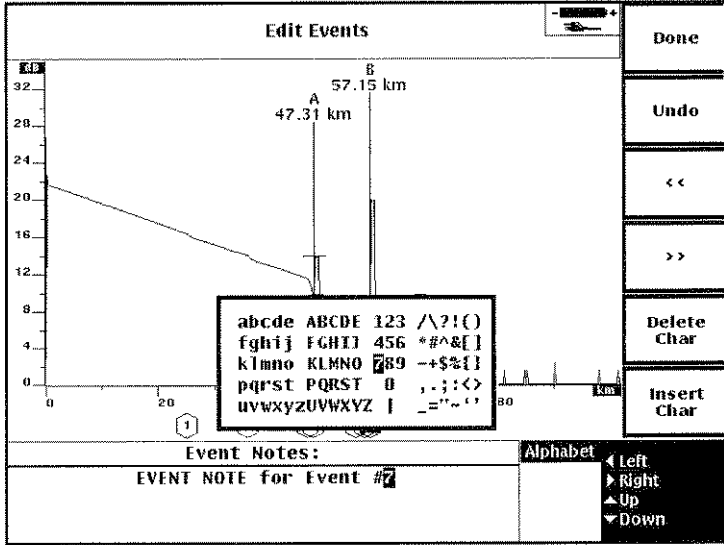 Edit Events
- +
Done
Undo
<<
>>
Delete
Char
Insert
Char
dB
32
28
24
20
16
12
8
4
0
A
47.31 km
B
57.15 km
0
20
80
km
1
abcde ABCDE 123 /\?!()
fghij FGHIJ 456 *#^&[]
klmno KLMNO 789 -+$%{}
pqrst PQRST 0 ,.;:<>
uvwxyzUVWXYZ | _="~‘’
Event Notes:
EVENT NOTE for Event #7
Alphabet
Left
Right
Up
Down